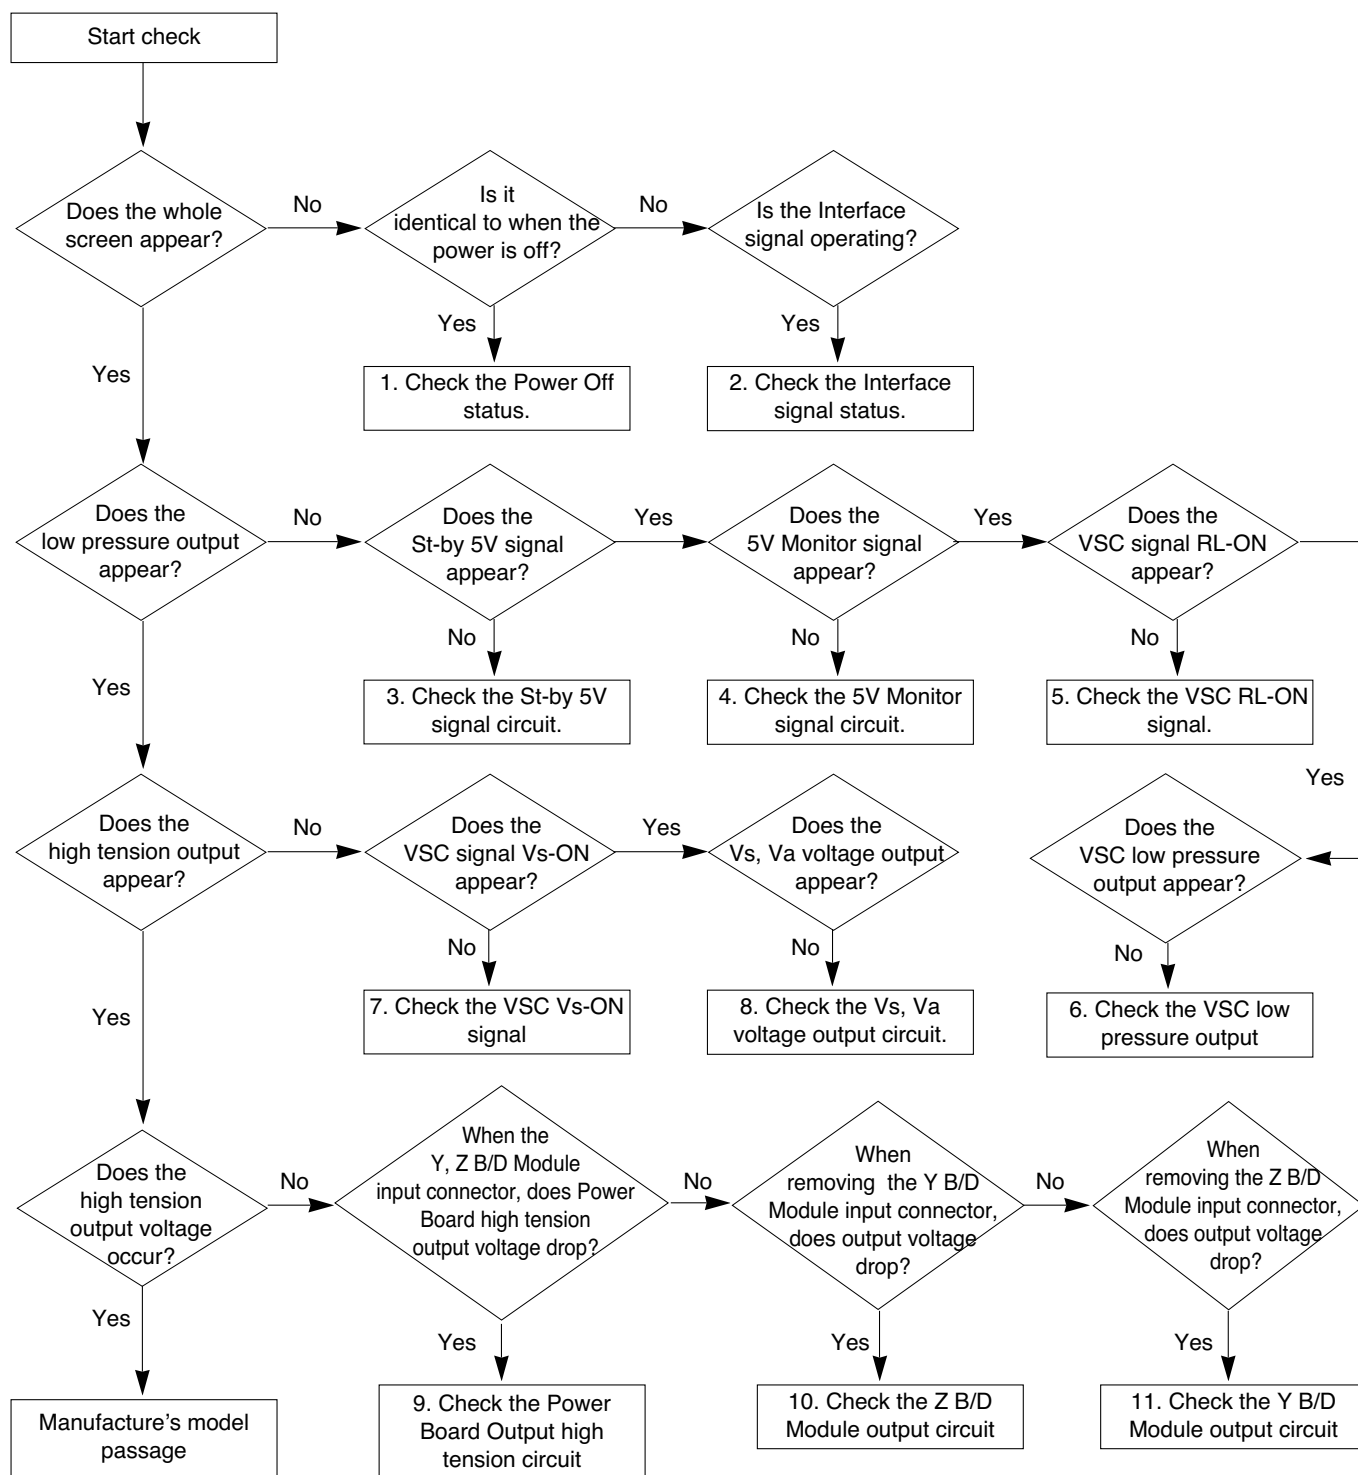 Start check
Does the whole
screen appear?
No
Is it
identical to when the
power is off?
No
Is the Interface
signal operating?
Yes
Yes
Yes
1. Check the Power Off
status.
2. Check the Interface
signal status.
Does the
low pressure output
appear?
No
Does the
St-by 5V signal
appear?
Yes
Does the
5V Monitor signal
appear?
Yes
Does the
VSC signal RL-ON
appear?
No
No
No
Yes
3. Check the St-by 5V
signal circuit.
4. Check the 5V Monitor
signal circuit.
5. Check the VSC RL-ON
signal.
Yes
Does the
high tension output
appear?
No
Does the
VSC signal Vs-ON
appear?
Yes
Does the
Vs, Va voltage output
appear?
Does the
VSC low pressure
output appear?
No
No
No
Yes
7. Check the VSC Vs-ON
signal
8. Check the Vs, Va
voltage output circuit.
6. Check the VSC low
pressure output
Does the
high tension
output voltage
occur?
No
When the
Y, Z B/D Module
input connector, does Power
Board high tension
output voltage drop?
No
When
removing the Y B/D
Module input connector,
does output voltage
drop?
No
When
removing the Z B/D
Module input connector,
does output voltage
drop?
Yes
Yes
Yes
Yes
Manufacture's model
passage
9. Check the Power
Board Output high
tension circuit
10. Check the Z B/D
Module output circuit
11. Check the Y B/D
Module output circuit